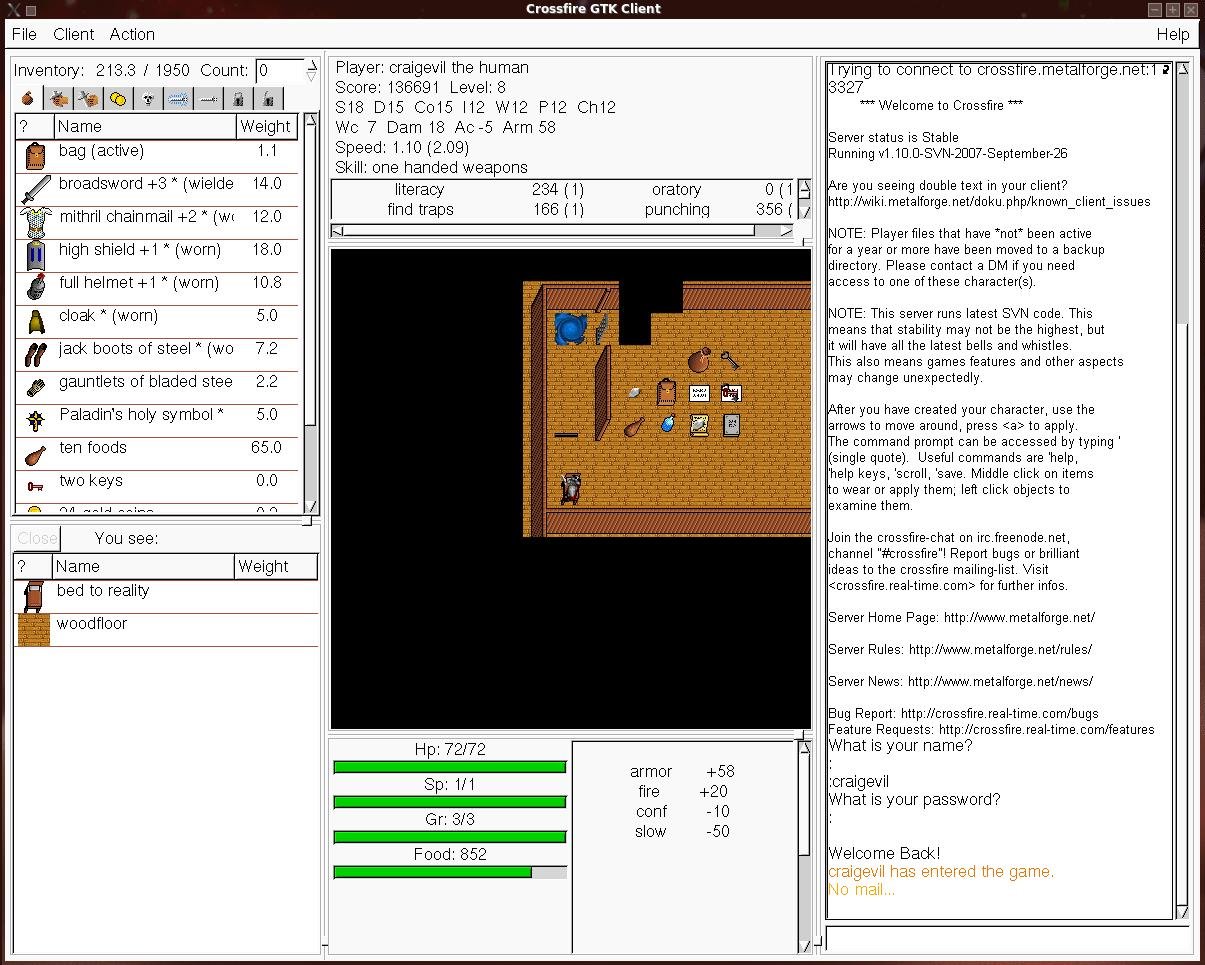 Crossfire GTK Client
File Client Action Help
Inventory: 213.3 / 1950 Count: 0
? Name Weight
bag (active) 1.1
broadsword +3 * (wielde 14.0
mithril chainmail +2 * (w 12.0
high shield +1 * (worn) 18.0
full helmet +1 * (worn) 10.8
cloak * (worn) 5.0
jack boots of steel * (wo 7.2
gauntlets of bladed stee 2.2
Paladin's holy symbol * 5.0
ten foods 65.0
two keys 0.0
24 gold coins 0.2
Close You see:
? Name Weight
bed to reality
woodfloor
Player: craigevil the human
Score: 136691 Level: 8
S18 D15 Co15 I12 W12 P12 Ch12
Wc 7 Dam 18 Ac -5 Arm 58
Speed: 1.10 (2.09)
Skill: one handed weapons
literacy 234 (1) oratory 0 (1
find traps 166 (1) punching 356 (
Hp: 72/72
Sp: 1/1
Gr: 3/3
Food: 852
armor +58
fire +20
conf -10
slow -50
Trying to connect to crossfire.metalforge.net:1
3327
*** Welcome to Crossfire ***
Server status is Stable
Running v1.10.0-SVN-2007-September-26
Are you seeing double text in your client?
http://wiki.metalforge.net/doku.php/known_client_issues
NOTE: Player files that have *not* been active
for a year or more have been moved to a backup
directory. Please contact a DM if you need
access to one of these character(s).
NOTE: This server runs latest SVN code. This
means that stability may not be the highest, but
it will have all the latest bells and whistles.
This also means games features and other aspects
may change unexpectedly.
After you have created your character, use the
arrows to move around, press <a> to apply.
The command prompt can be accessed by typing '
(single quote).  Useful commands are 'help,
'help keys, 'scroll, 'save. Middle click on items
to wear or apply them; left click objects to
examine them.
Join the crossfire-chat on irc.freenode.net,
channel "#crossfire"! Report bugs or brilliant
ideas to the crossfire mailing-list. Visit
<crossfire.real-time.com> for further infos.
Server Home Page: http://www.metalforge.net/
Server Rules: http://www.metalforge.net/rules/
Server News: http://www.metalforge.net/news/
Bug Report: http://crossfire.real-time.com/bugs
Feature Requests: http://crossfire.real-time.com/features
What is your name?
:
:craigevil
What is your password?
:
Welcome Back!
craigevil has entered the game.
No mail...